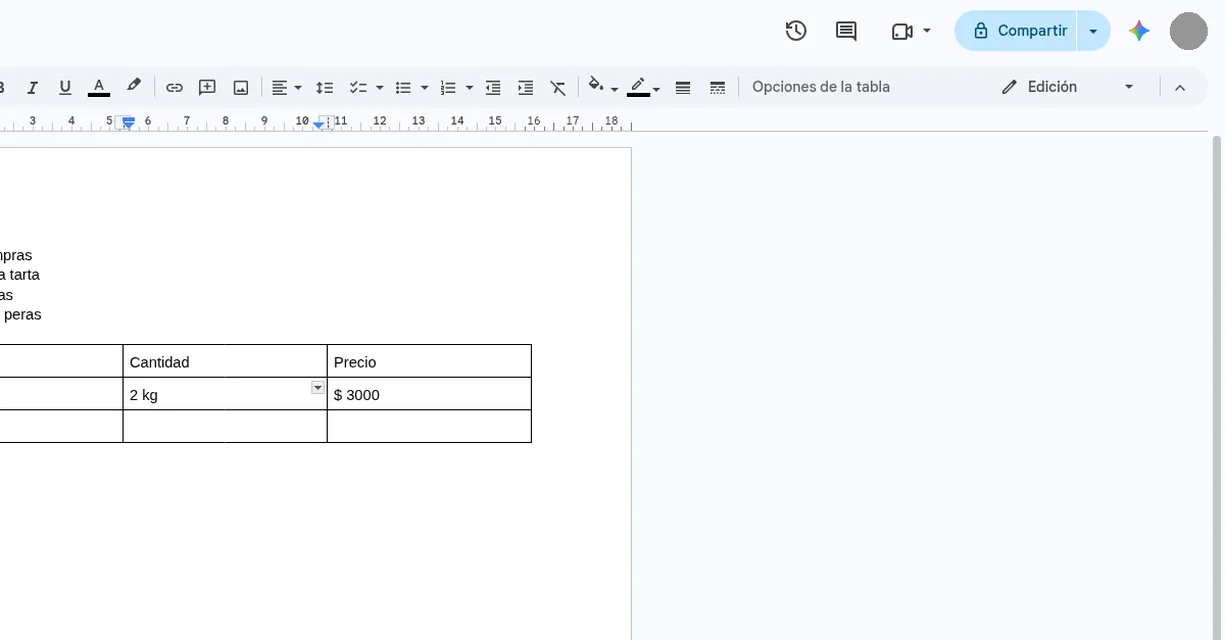 Compartir
B I U A Opciones de la tabla Edición
3 4 5 6 7 8 9 10 11 12 13 14 15 16 17 18
mpras
a tarta
as
peras
Cantidad Precio
2 kg $ 3000